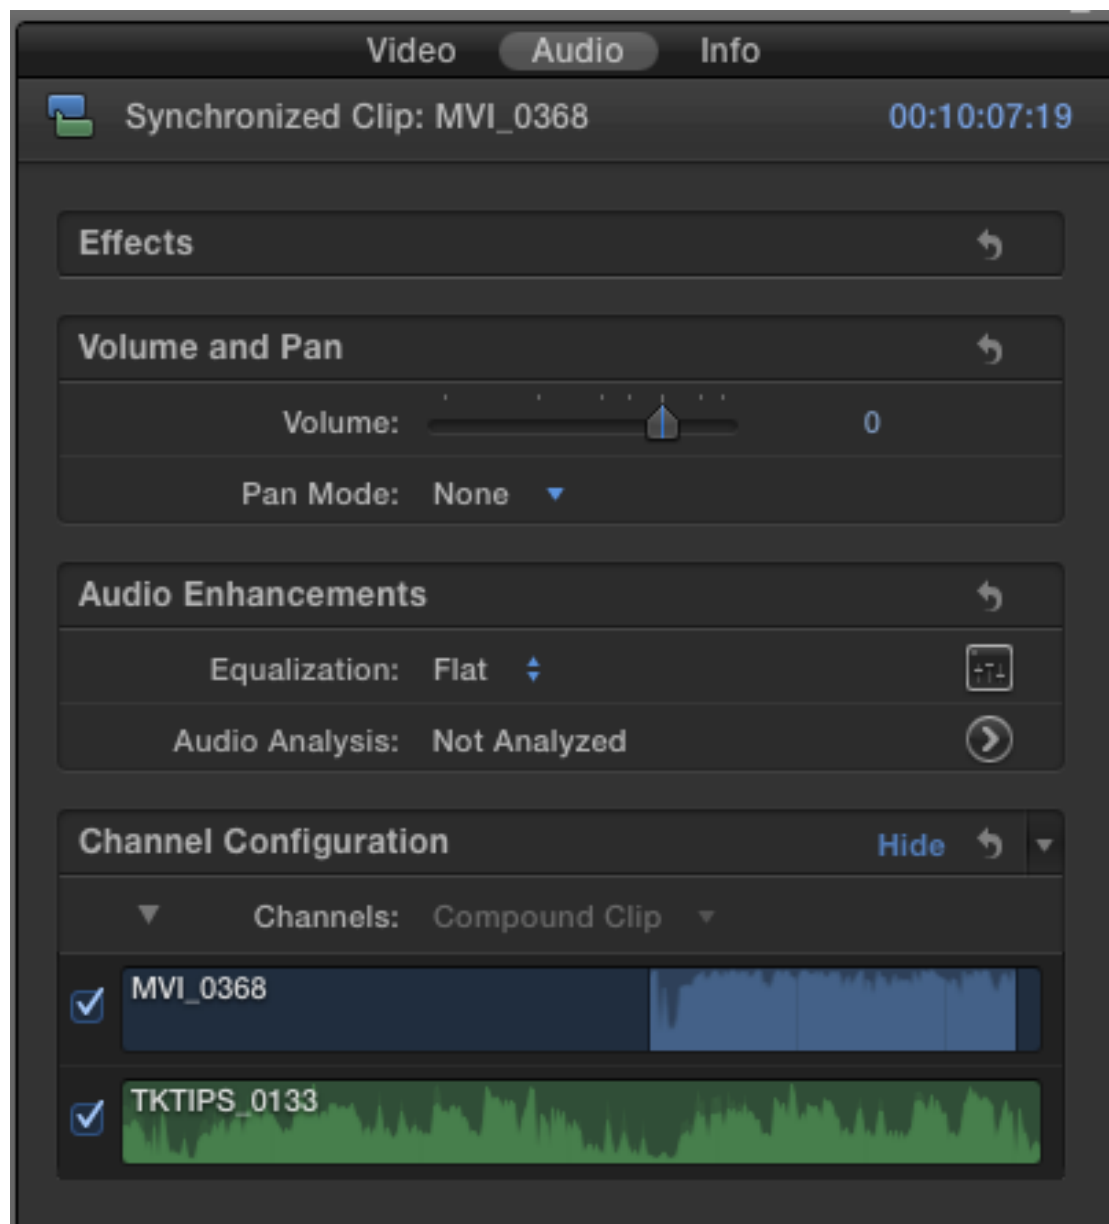 Video Audio Info
Synchronized Clip: MVI_0368 00:10:07:19
Effects
Volume and Pan
Volume: 0
Pan Mode: None
Audio Enhancements
Equalization: Flat
Audio Analysis: Not Analyzed
Channel Configuration Hide
Channels: Compound Clip
MVI_0368
TKTIPS_0133